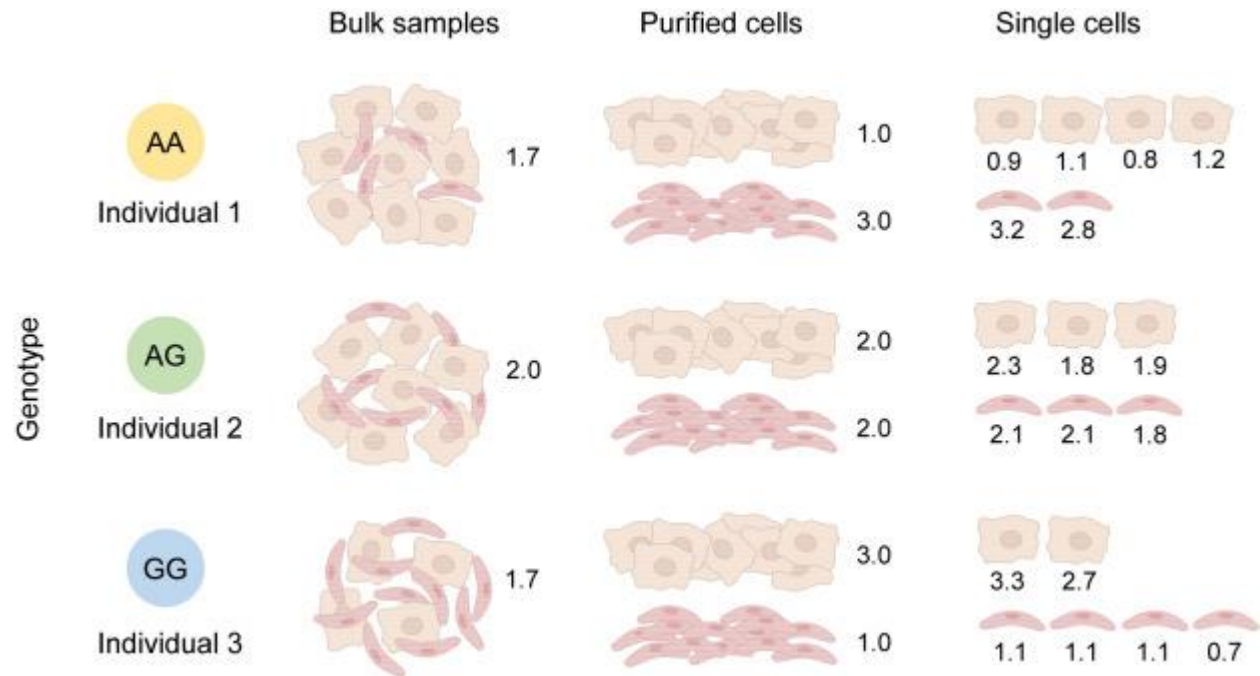 Bulk samples Purified cells Single cells
Genotype
AA
Individual 1
1.7
1.0
3.0
0.9 1.1 0.8 1.2
3.2 2.8
AG
Individual 2
2.0
2.0
2.0
2.3 1.8 1.9
2.1 2.1 1.8
GG
Individual 3
1.7
3.0
1.0
3.3 2.7
1.1 1.1 1.1 0.7